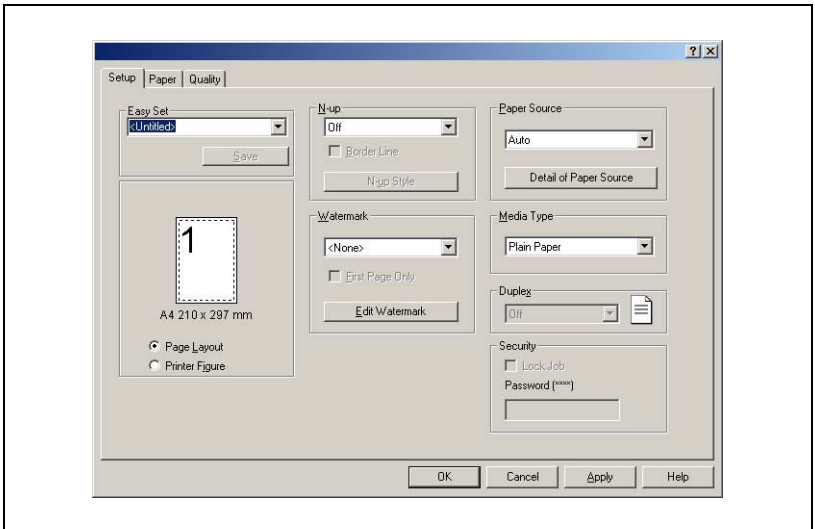 Setup
Paper
Quality
Easy Set
<Untitled>
Save
1
A4 210 x 297 mm
Page Layout
Printer Figure
N-up
Off
Border Line
N-up Style
Watermark
<None>
First Page Only
Edit Watermark
Paper Source
Auto
Detail of Paper Source
Media Type
Plain Paper
Duplex
Off
Security
Lock Job
Password (****)
OK
Cancel
Apply
Help